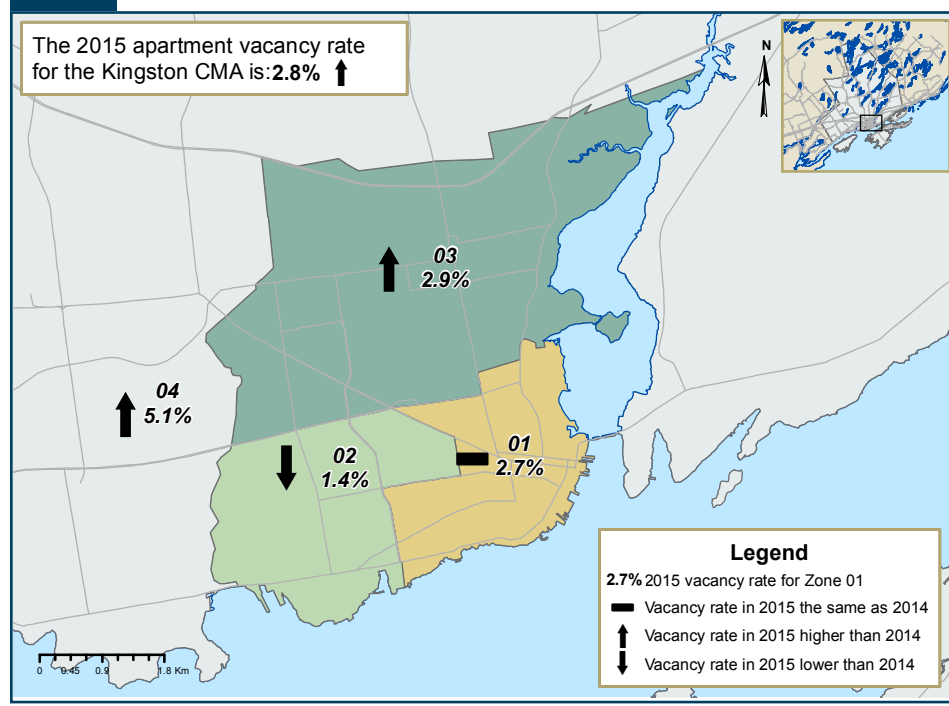 The 2015 apartment vacancy rate
for the Kingston CMA is:2.8%
N
03
2.9%
04
5.1%
02
1.4%
01
2.7%
Legend
2.7% 2015 vacancy rate for Zone 01
Vacancy rate in 2015 the same as 2014
Vacancy rate in 2015 higher than 2014
Vacancy rate in 2015 lower than 2014
0 0.45 0.9 1.8 Km